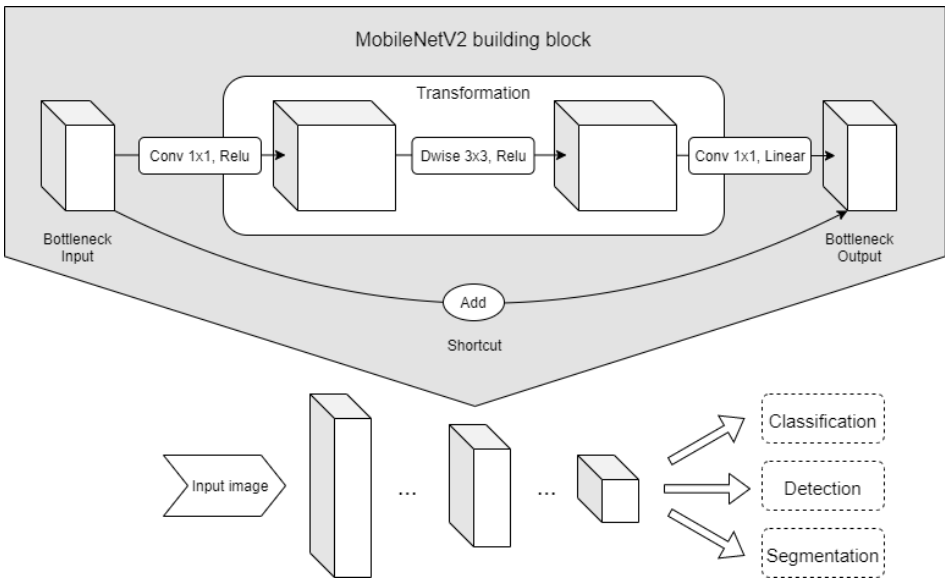 MobileNetV2 building block
Transformation
Conv 1x1, Relu
Dwise 3x3, Relu
Conv 1x1, Linear
Bottleneck
Input
Bottleneck
Output
Add
Shortcut
Input image
...
...
Classification
Detection
Segmentation